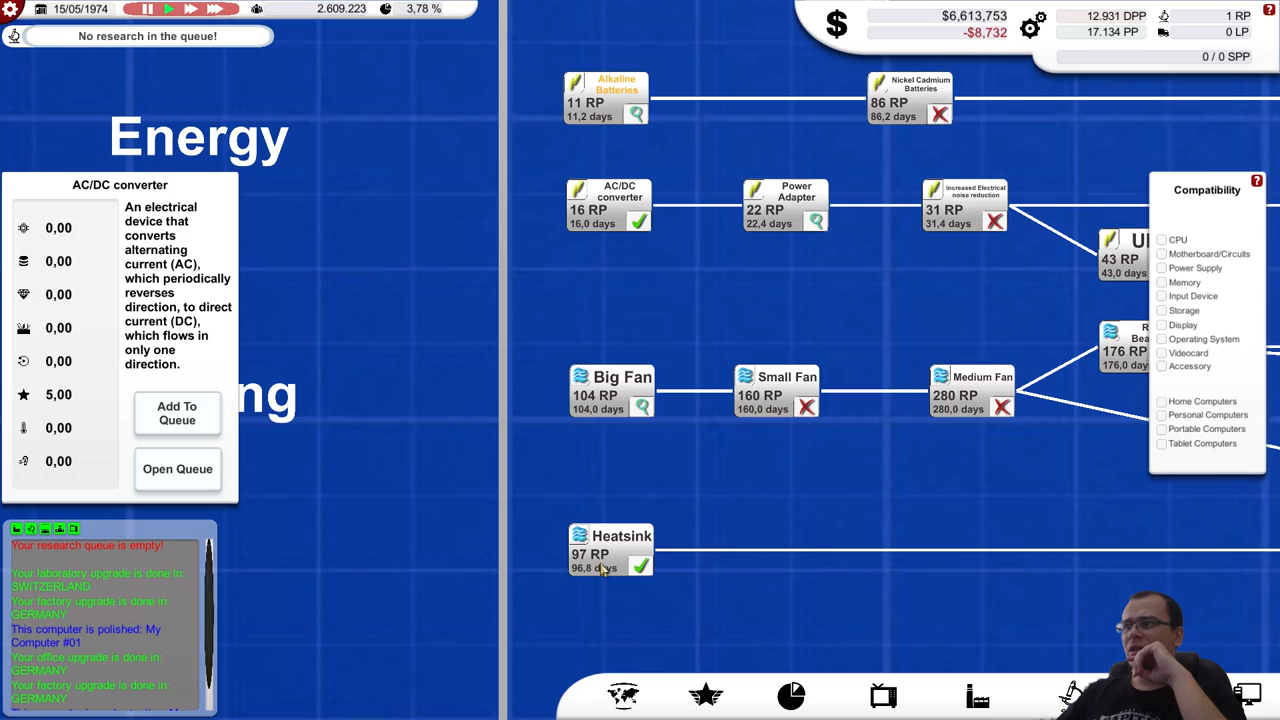 15/05/1974
2.609.223
3,78 %
No research in the queue!
$6,613,753
-$8,732
12.931 DPP
17.134 PP
1 RP
0 LP
0 / 0 SPP
Energy
Alkaline
Batteries
11 RP
11,2 days
Nickel Cadmium
Batteries
86 RP
86,2 days
AC/DC
converter
16 RP
16,0 days
Power
Adapter
22 RP
22,4 days
Increased Electrical
noise reduction
31 RP
31,4 days
43 RP
43,0 days
Big Fan
104 RP
104,0 days
Small Fan
160 RP
160,0 days
Medium Fan
280 RP
280,0 days
176 RP
176,0 days
Heatsink
97 RP
96,8 days
ng
AC/DC converter
0,00
0,00
0,00
0,00
0,00
5,00
0,00
0,00
An electrical
device that
converts
alternating
current (AC),
which periodically
reverses
direction, to direct
current (DC),
which flows in
only one
direction.
Add To
Queue
Open Queue
Your research queue is empty!
Your laboratory upgrade is done in:
SWITZERLAND
Your factory upgrade is done in:
GERMANY
This computer is polished: My
Computer #01
Your office upgrade is done in:
GERMANY
Your factory upgrade is done in:
GERMANY
Compatibility
CPU
Motherboard/Circuits
Power Supply
Memory
Input Device
Storage
Display
Operating System
Videocard
Accessory
Home Computers
Personal Computers
Portable Computers
Tablet Computers